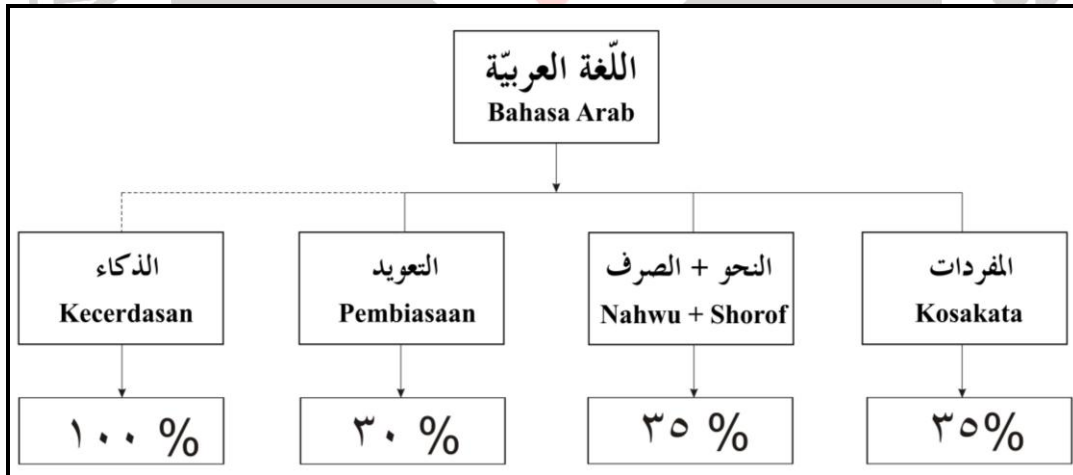 اللّغة العربيّة
Bahasa Arab
المفردات
Kosakata
النحو + الصرف
Nahwu + Shorof
التعويد
Pembiasaan
الذكاء
Kecerdasan
٣٥%
٣٥ %
٣٠ %
١٠٠ %